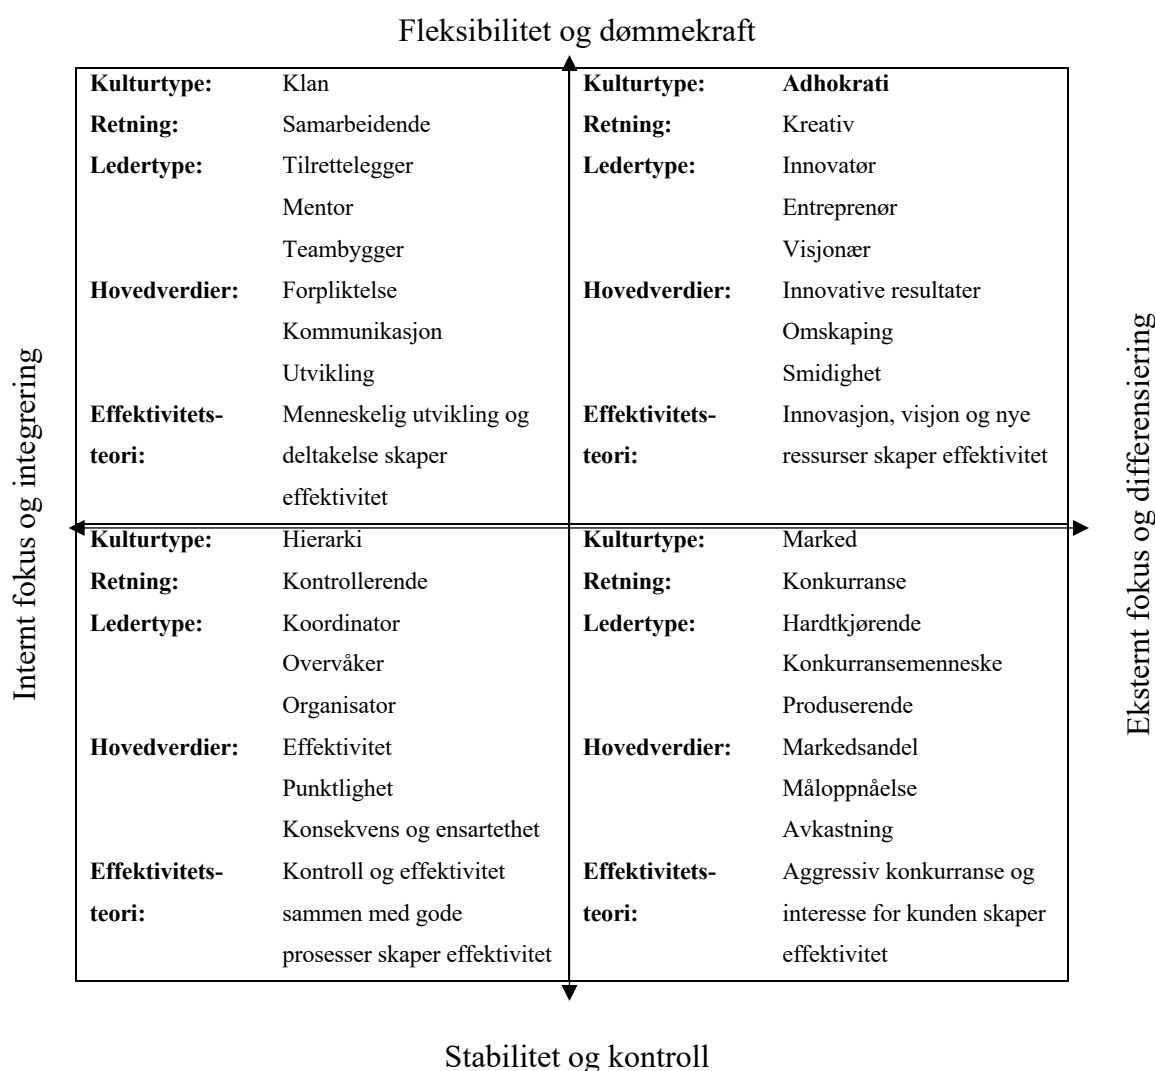 Fleksibilitet og dømmekraft
Internt fokus og integrering
Kulturtype: Klan
Retning: Samarbeidende
Ledertype: Tilrettelegger
Mentor
Teambygger
Hovedverdier: Forpliktelse
Kommunikasjon
Utvikling
Effektivitets- Menneskelig utvikling og
teori: deltakelse skaper
effektivitet
Kulturtype: Adhokrati
Retning: Kreativ
Ledertype: Innovatør
Entreprenør
Visjonær
Hovedverdier: Innovative resultater
Omskaping
Smidighet
Effektivitets- Innovasjon, visjon og nye
teori: ressurser skaper effektivitet
Kulturtype: Hierarki
Retning: Kontrollerende
Ledertype: Koordinator
Overvåker
Organisator
Hovedverdier: Effektivitet
Punktlighet
Konsekvens og ensartethet
Effektivitets- Kontroll og effektivitet
teori: sammen med gode
prosesser skaper effektivitet
Kulturtype: Marked
Retning: Konkurranse
Ledertype: Hardtkjørende
Konkurransemenneske
Produserende
Hovedverdier: Markedsandel
Måloppnåelse
Avkastning
Effektivitets- Aggressiv konkurranse og
teori: interesse for kunden skaper
effektivitet
Eksternt fokus og differensiering
Stabilitet og kontroll